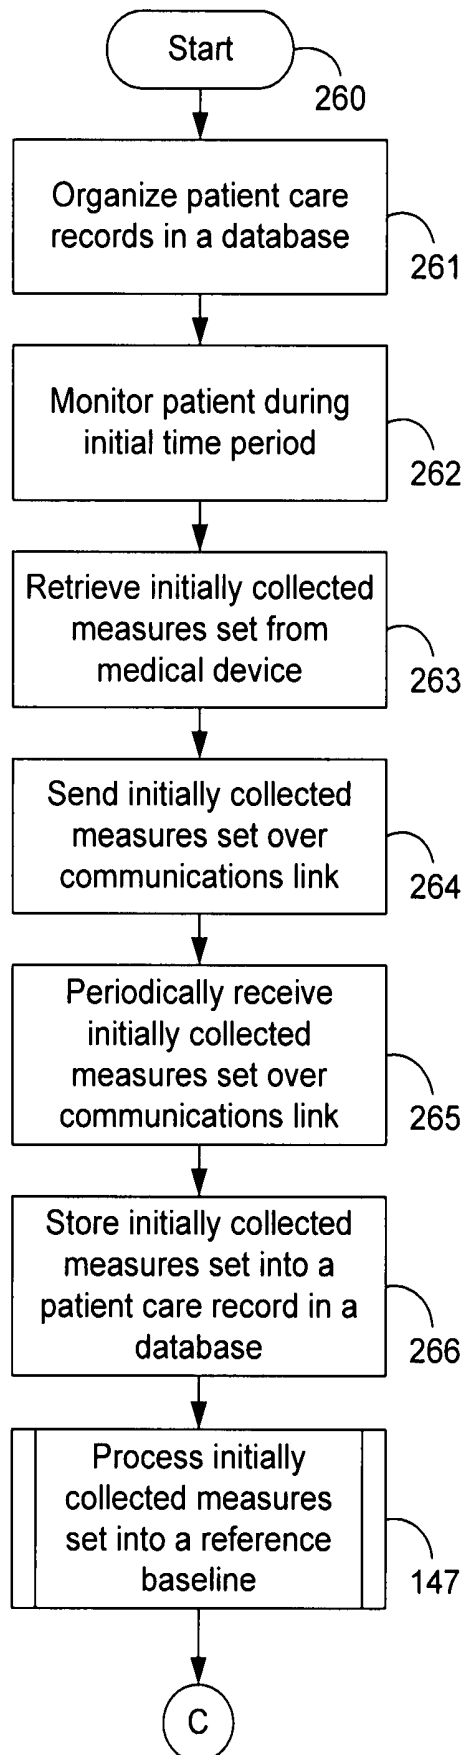 Start
260
Organize patient care
records in a database
261
Monitor patient during
initial time period
262
Retrieve initially collected
measures set from
medical device
263
Send initially collected
measures set over
communications link
264
Periodically receive
initially collected
measures set over
communications link
265
Store initially collected
measures set into a
patient care record in a
database
266
Process initially
collected measures
set into a reference
baseline
147
C